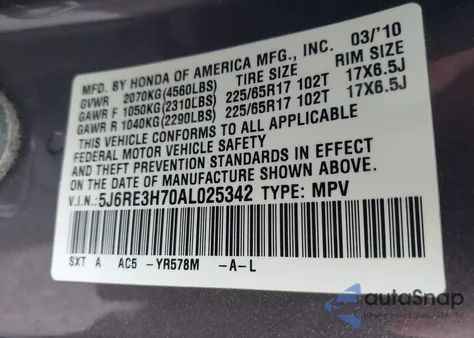 MFD. BY HONDA OF AMERICA MFG., INC. 03/'10
GVWR 2070KG(4560LBS) TIRE SIZE RIM SIZE
GAWR F 1050KG(2310LBS) 225/65R17 102T 17X6.5J
GAWR R 1040KG(2290LBS) 225/65R17 102T 17X6.5J
THIS VEHICLE CONFORMS TO ALL APPLICABLE
FEDERAL MOTOR VEHICLE SAFETY
AND THEFT PREVENTION STANDARDS IN EFFECT
ON THE DATE OF MANUFACTURE SHOWN ABOVE.
V.I.N.: 5J6RE3H70AL025342 TYPE: MPV
SXT A AC5 -YR578M -A-L
autoSnap